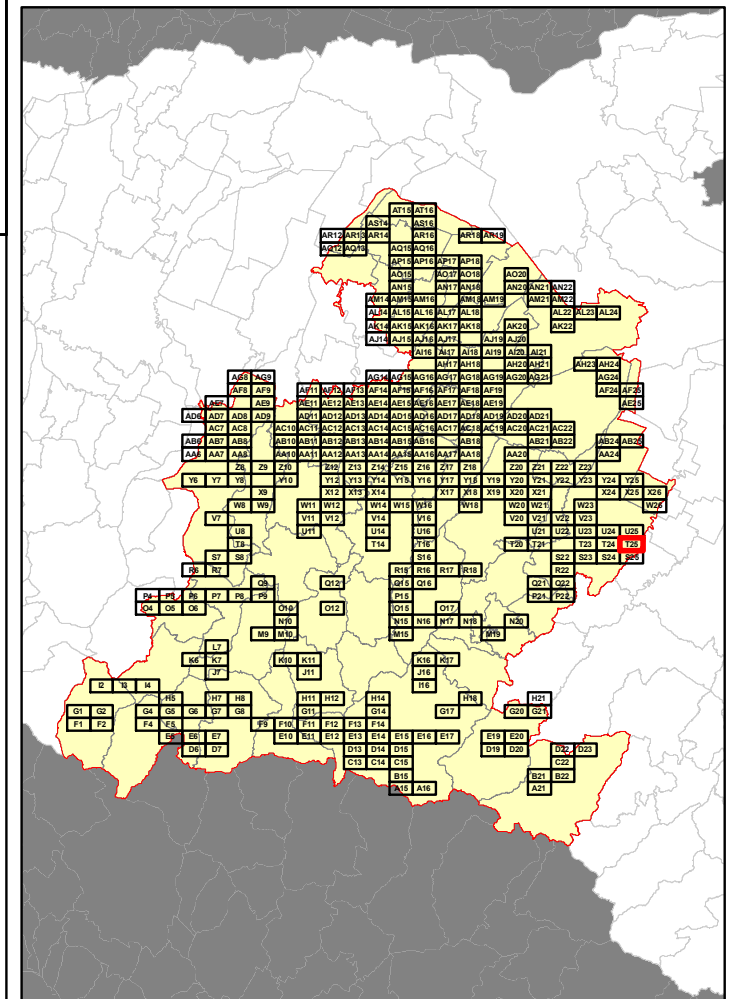 AT15 AT16
AS14 AS16
AR12 AR13 AR14 AR16 AR18 AR19
AQ12 AQ13 AQ15 AQ16
AP15 AP16 AP17 AP18
AO15 AO17 AO18 AO20
AN15 AN17 AN18 AN20 AN21 AN22
AM14 AM15 AM16 AM18 AM19 AM21 AM22
AL14 AL15 AL16 AL17 AL18 AL22 AL23 AL24
AK14 AK15 AK16 AK17 AK18 AK20 AK22
AJ14 AJ15 AJ16 AJ17 AJ19 AJ20
AI16 AI17 AI18 AI19 AI20 AI21
AH17 AH18 AH20 AH21 AH23 AH24
AG8 AG9 AG14 AG15 AG16 AG17 AG18 AG19 AG20 AG21 AG24
AF8 AF9 AF11 AF12 AF13 AF14 AF15 AF16 AF17 AF18 AF19 AF24 AF25
AE7 AE9 AE11 AE12 AE13 AE14 AE15 AE16 AE17 AE18 AE19 AE25
AD6 AD7 AD8 AD9 AD11 AD12 AD13 AD14 AD15 AD16 AD17 AD18 AD19 AD20 AD21
AC7 AC8 AC10 AC11 AC12 AC13 AC14 AC15 AC16 AC17 AC18 AC19 AC20 AC21 AC22
AB6 AB7 AB8 AB10 AB11 AB12 AB13 AB14 AB15 AB16 AB18 AB21 AB22 AB24 AB25
AA6 AA7 AA8 AA10 AA11 AA12 AA13 AA14 AA15 AA16 AA17 AA18 AA20 AA24
Z8 Z9 Z10 Z12 Z13 Z14 Z15 Z16 Z17 Z18 Z20 Z21 Z22 Z23
Y6 Y7 Y8 Y10 Y12 Y13 Y14 Y15 Y16 Y17 Y18 Y19 Y20 Y21 Y22 Y23 Y24 Y25
X9 X12 X13 X14 X17 X18 X19 X20 X21 X24 X25 X26
W8 W9 W11 W12 W14 W15 W16 W18 W20 W21 W23 W26
V7 V11 V12 V14 V16 V20 V21 V22 V23
U8 U11 U14 U16 U21 U22 U23 U24 U25
T8 T14 T16 T20 T21 T23 T24 T25
S7 S8 S16 S22 S23 S24 S25
R6 R7 R15 R16 R17 R18 R22
Q9 Q12 Q15 Q16 Q21 Q22
P4 P5 P6 P7 P8 P9 P15 P21 P22
O4 O5 O6 O10 O12 O15 O17
N10 N15 N16 N17 N18 N20
M9 M10 M15 M19
L7
K6 K7 K10 K11 K16 K17
J7 J11 J16
I2 I3 I4 I16
H5 H7 H8 H11 H12 H14 H18 H21
G1 G2 G4 G5 G6 G7 G8 G11 G14 G17 G20 G21
F1 F2 F4 F5 F9 F10 F11 F12 F13 F14
E5 E6 E7 E10 E11 E12 E13 E14 E15 E16 E17 E19 E20
D6 D7 D13 D14 D15 D19 D20 D22 D23
C13 C14 C15 C22
B15 B21 B22
A15 A16 A21